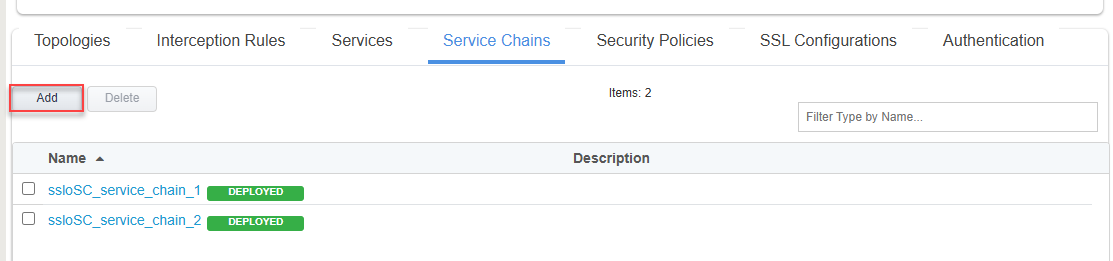 Topologies Interception Rules Services Service Chains Security Policies SSL Configurations Authentication
Add Delete Items: 2
Filter Type by Name...
Name Description
ssloSC_service_chain_1 DEPLOYED
ssloSC_service_chain_2 DEPLOYED